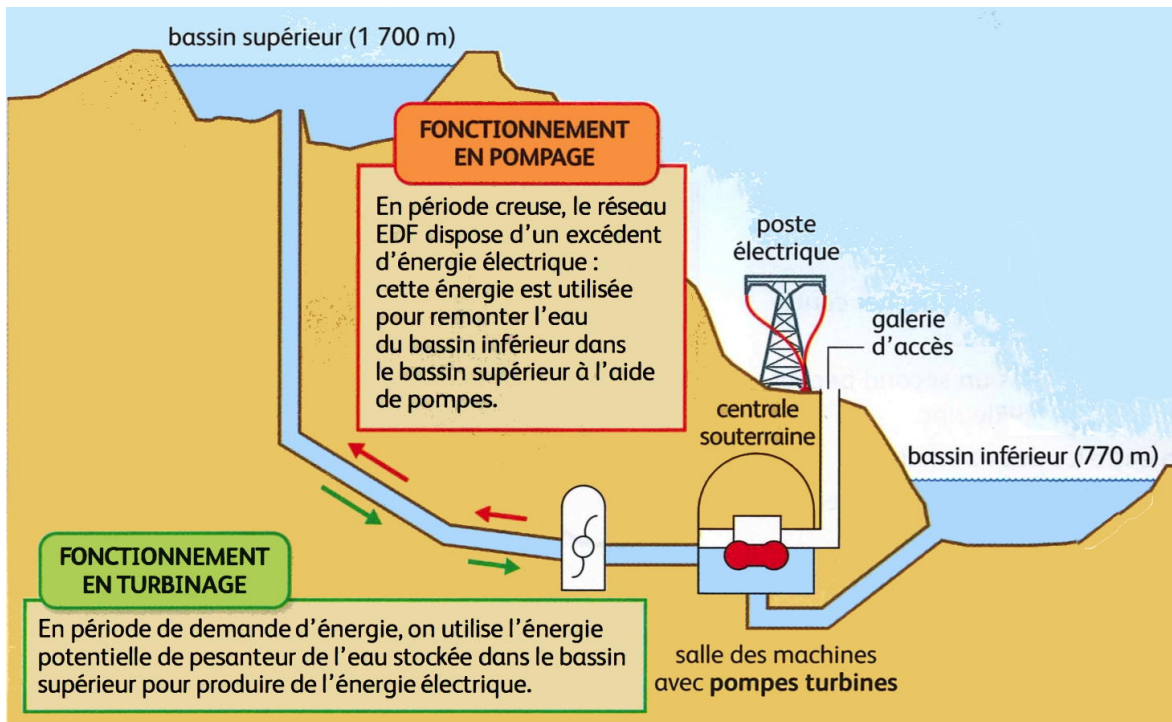 bassin supérieur (1 700 m)
FONCTIONNEMENT
EN POMPAGE
En période creuse, le réseau
EDF dispose d'un excédent
d'énergie électrique :
cette énergie est utilisée
pour remonter l'eau
du bassin inférieur dans
le bassin supérieur à l'aide
de pompes.
poste
électrique
galerie
d'accès
centrale
souterraine
bassin inférieur (770 m)
FONCTIONNEMENT
EN TURBINAGE
En période de demande d'énergie, on utilise l'énergie
potentielle de pesanteur de l'eau stockée dans le bassin
supérieur pour produire de l'énergie électrique.
salle des machines
avec pompes turbines